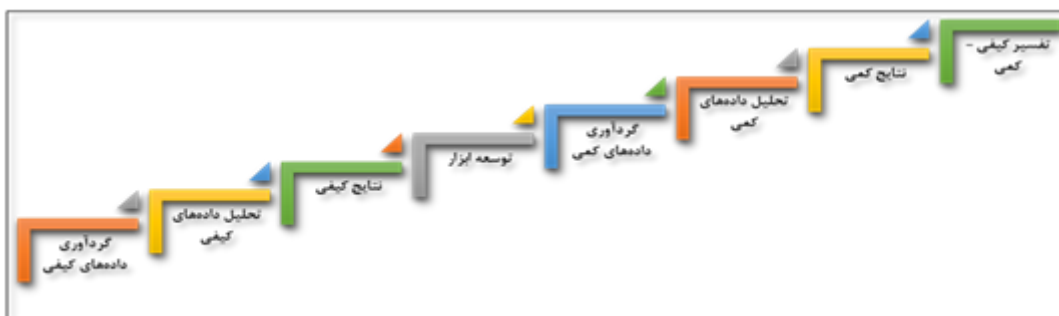 گردآوری
داده‌های کیفی
تحلیل داده‌های
کیفی
نتایج کیفی
توسعه ابزار
گردآوری
داده‌های کمی
تحلیل داده‌های
کمی
نتایج کمی
تفسیر کیفی -
کمی